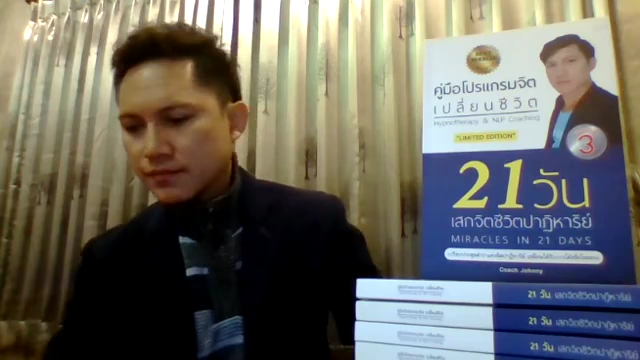 คู่มือโปรแกรมจิต
เปลี่ยนชีวิต
Hypnotherapy & NLP Coaching
"LIMITED EDITION"
3
21 วัน
เสกจิตชีวิตปาฏิหาริย์
MIRACLES IN 21 DAYS
Coach Johnny
21 วัน เสกจิตชีวิตปาฏิหาริย์
21 วัน เสกจิตชีวิตปาฏิหาริย์
21 วัน เสกจิตชีวิตปาฏิหาริย์